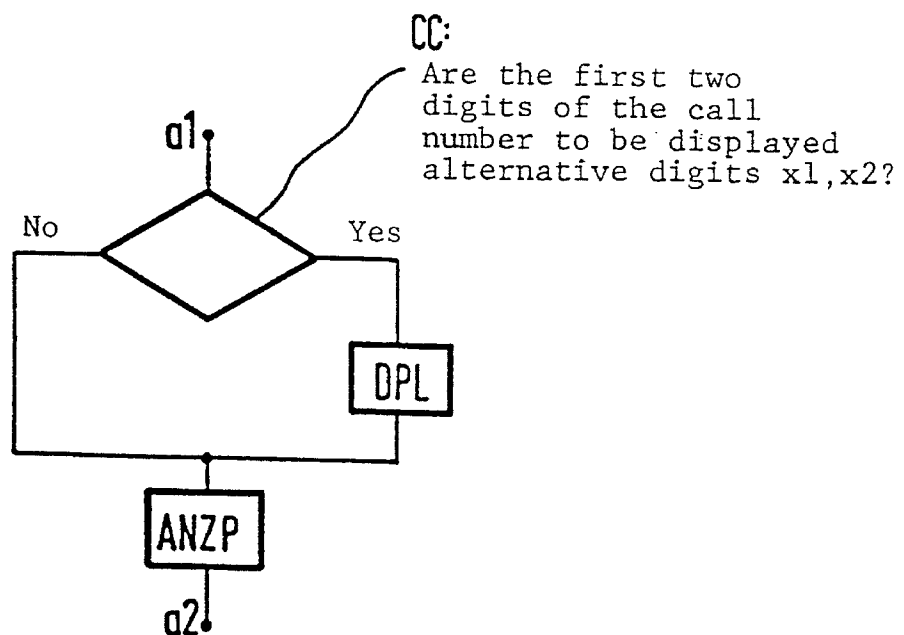 CC:
Are the first two
digits of the call
number to be displayed
alternative digits x1,x2?
a1
No
Yes
DPL
ANZP
a2